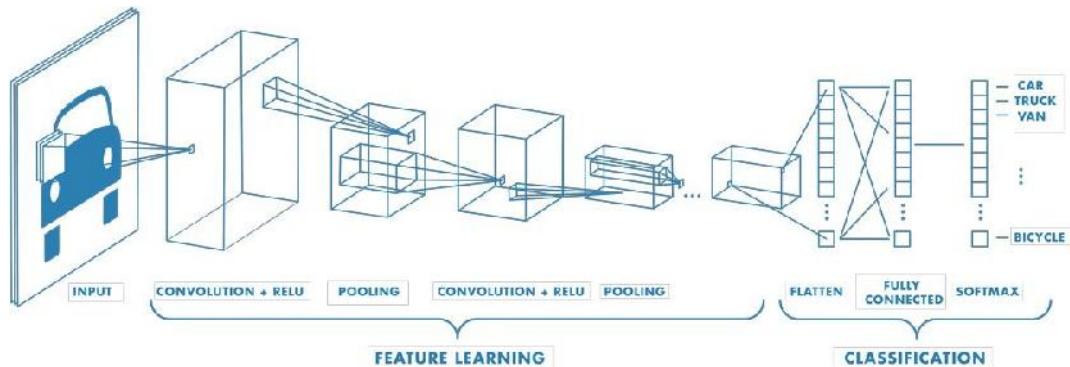 CAR
TRUCK
VAN
BICYCLE
INPUT
CONVOLUTION + RELU
POOLING
CONVOLUTION + RELU
POOLING
FLATTEN
FULLY
CONNECTED
SOFTMAX
FEATURE LEARNING
CLASSIFICATION